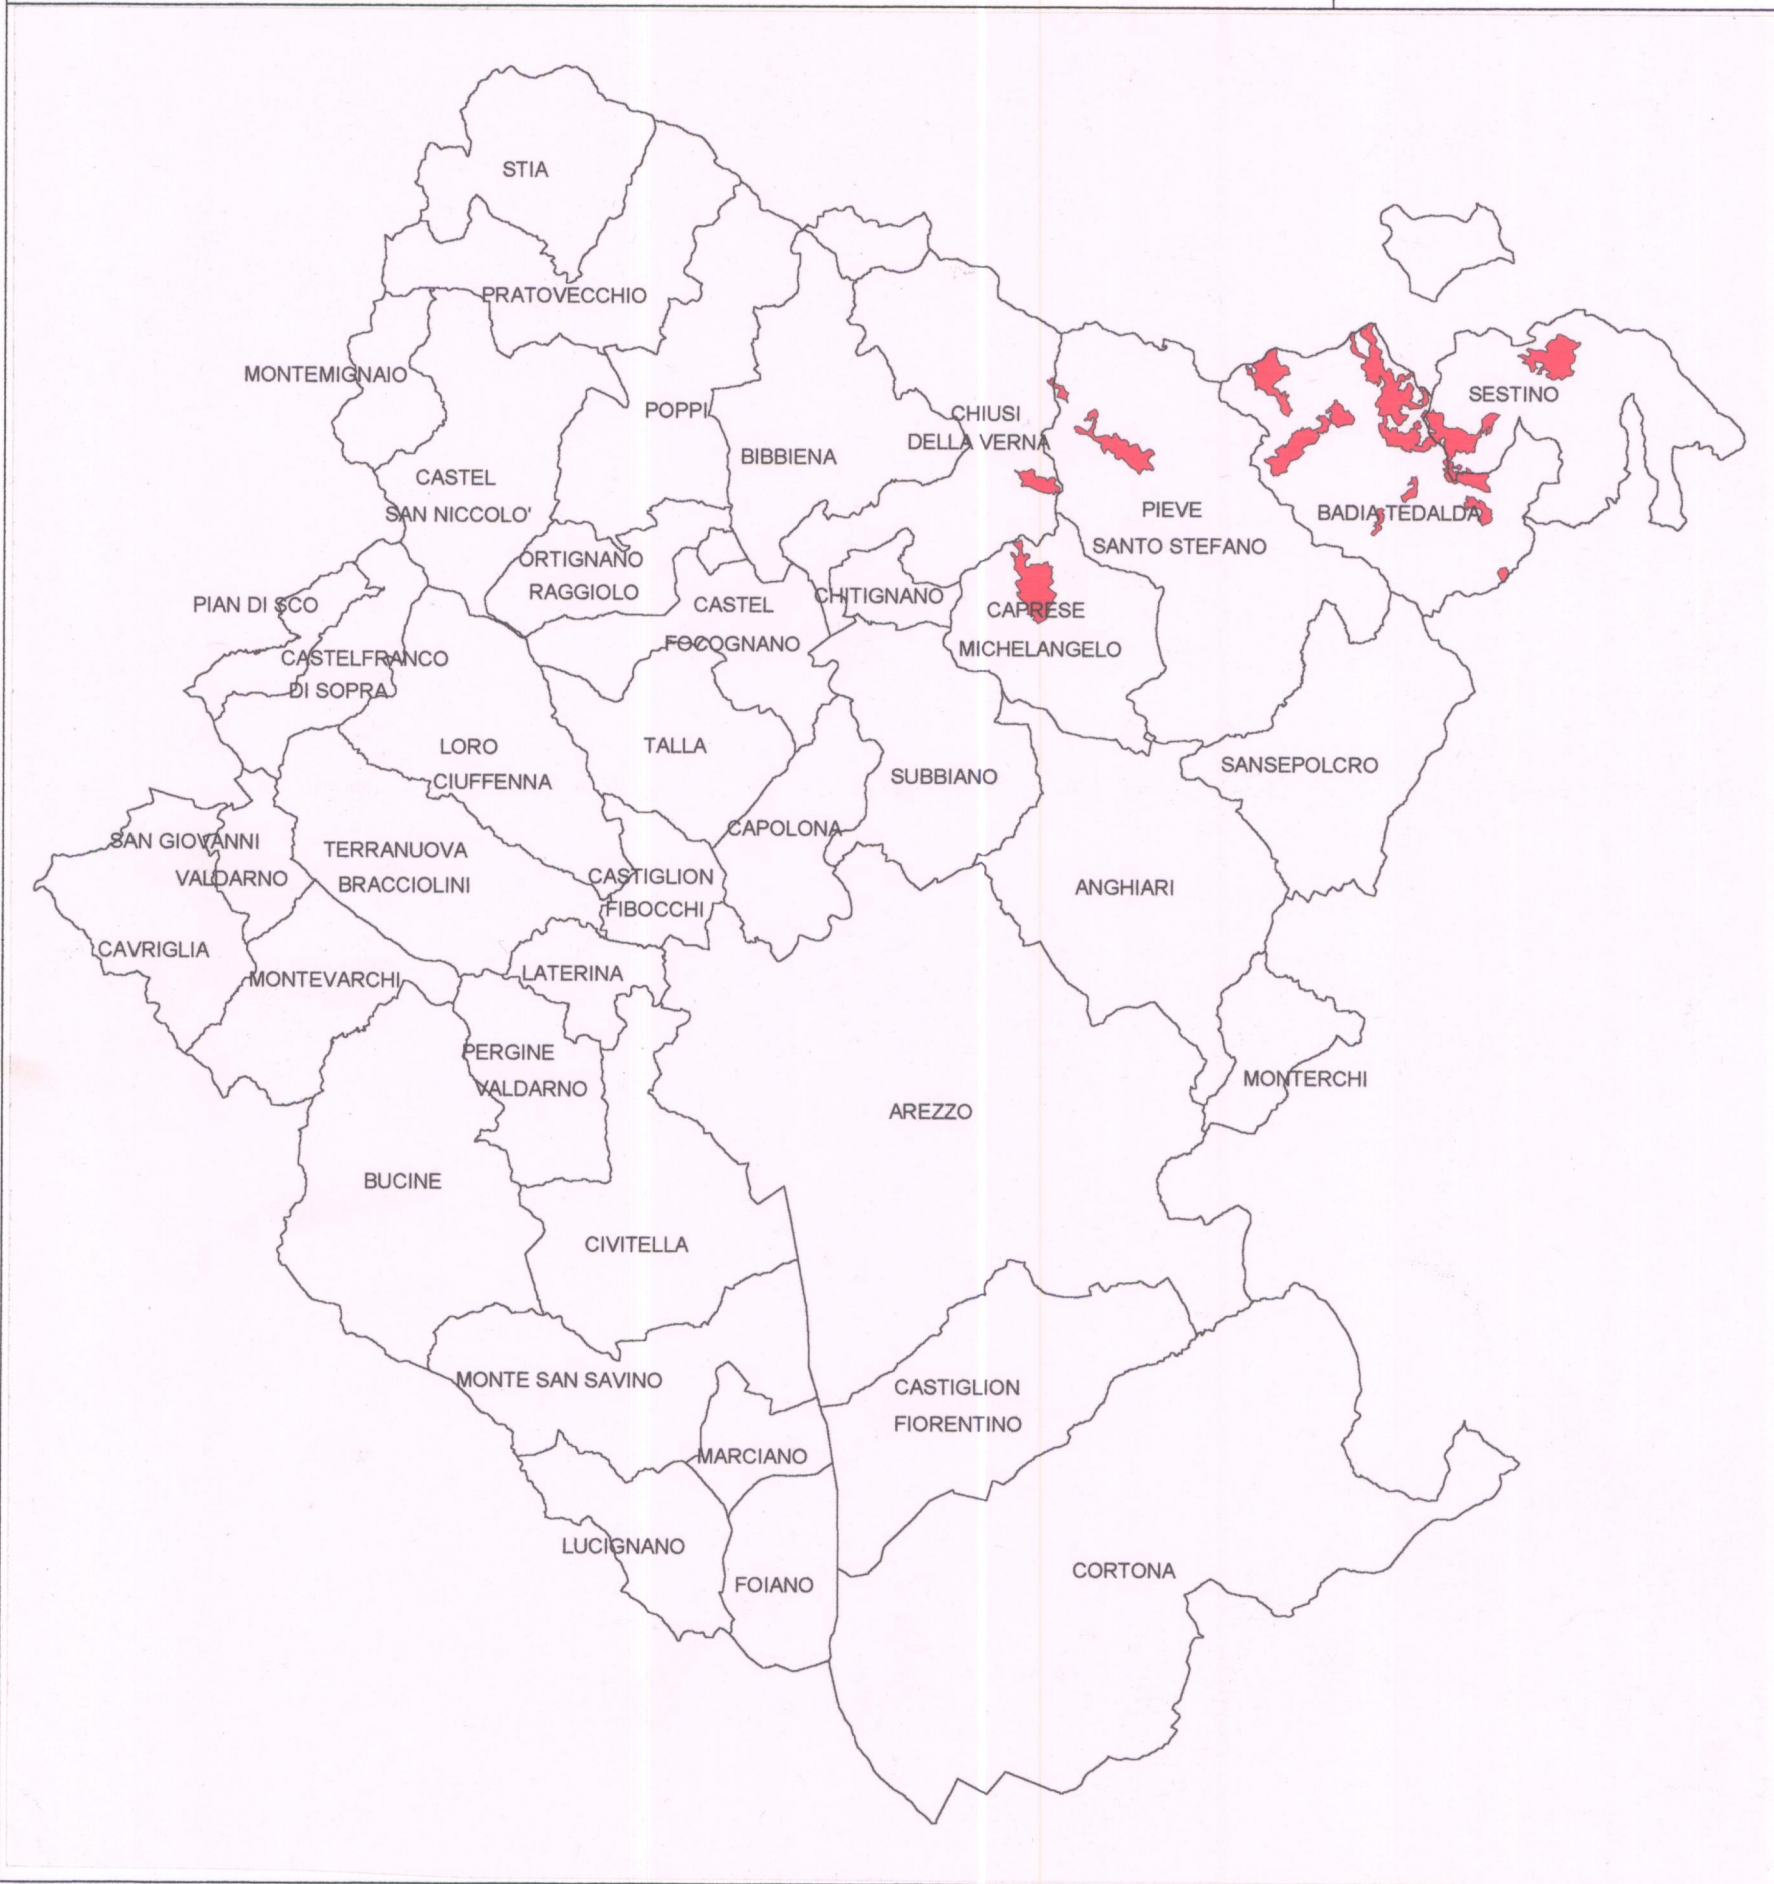 STIA
PRATOVECCHIO
MONTEMIGNAIO
POPPI
CHIUSI
DELLA VERNA
SESTINO
BIBBIENA
CASTEL
SAN NICCOLO'
PIEVE
SANTO STEFANO
BADIA TEDALDA
ORTIGNANO
RAGGIOLO
CHITIGNANO
CASTEL
FOCOGNANO
CAPRESE
MICHELANGELO
PIAN DI SCO
CASTELFRANCO
DI SOPRA
LORO
CIUFFENNA
TALLA
SUBBIANO
SANSEPOLCRO
SAN GIOVANNI
VALDARNO
TERRANUOVA
BRACCIOLINI
CAPOLONA
CASTIGLION
FIBOCCHI
ANGHIARI
CAVRIGLIA
MONTEVARCHI
LATERINA
PERGINE
VALDARNO
MONTERCHI
AREZZO
BUCINE
CIVITELLA
MONTE SAN SAVINO
CASTIGLION
FIORENTINO
MARCIANO
LUCIGNANO
FOIANO
CORTONA